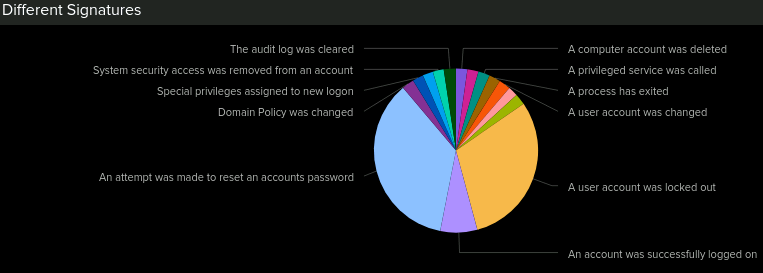 Different Signatures
The audit log was cleared
System security access was removed from an account
Special privileges assigned to new logon
Domain Policy was changed
An attempt was made to reset an accounts password
A computer account was deleted
A privileged service was called
A process has exited
A user account was changed
A user account was locked out
An account was successfully logged on